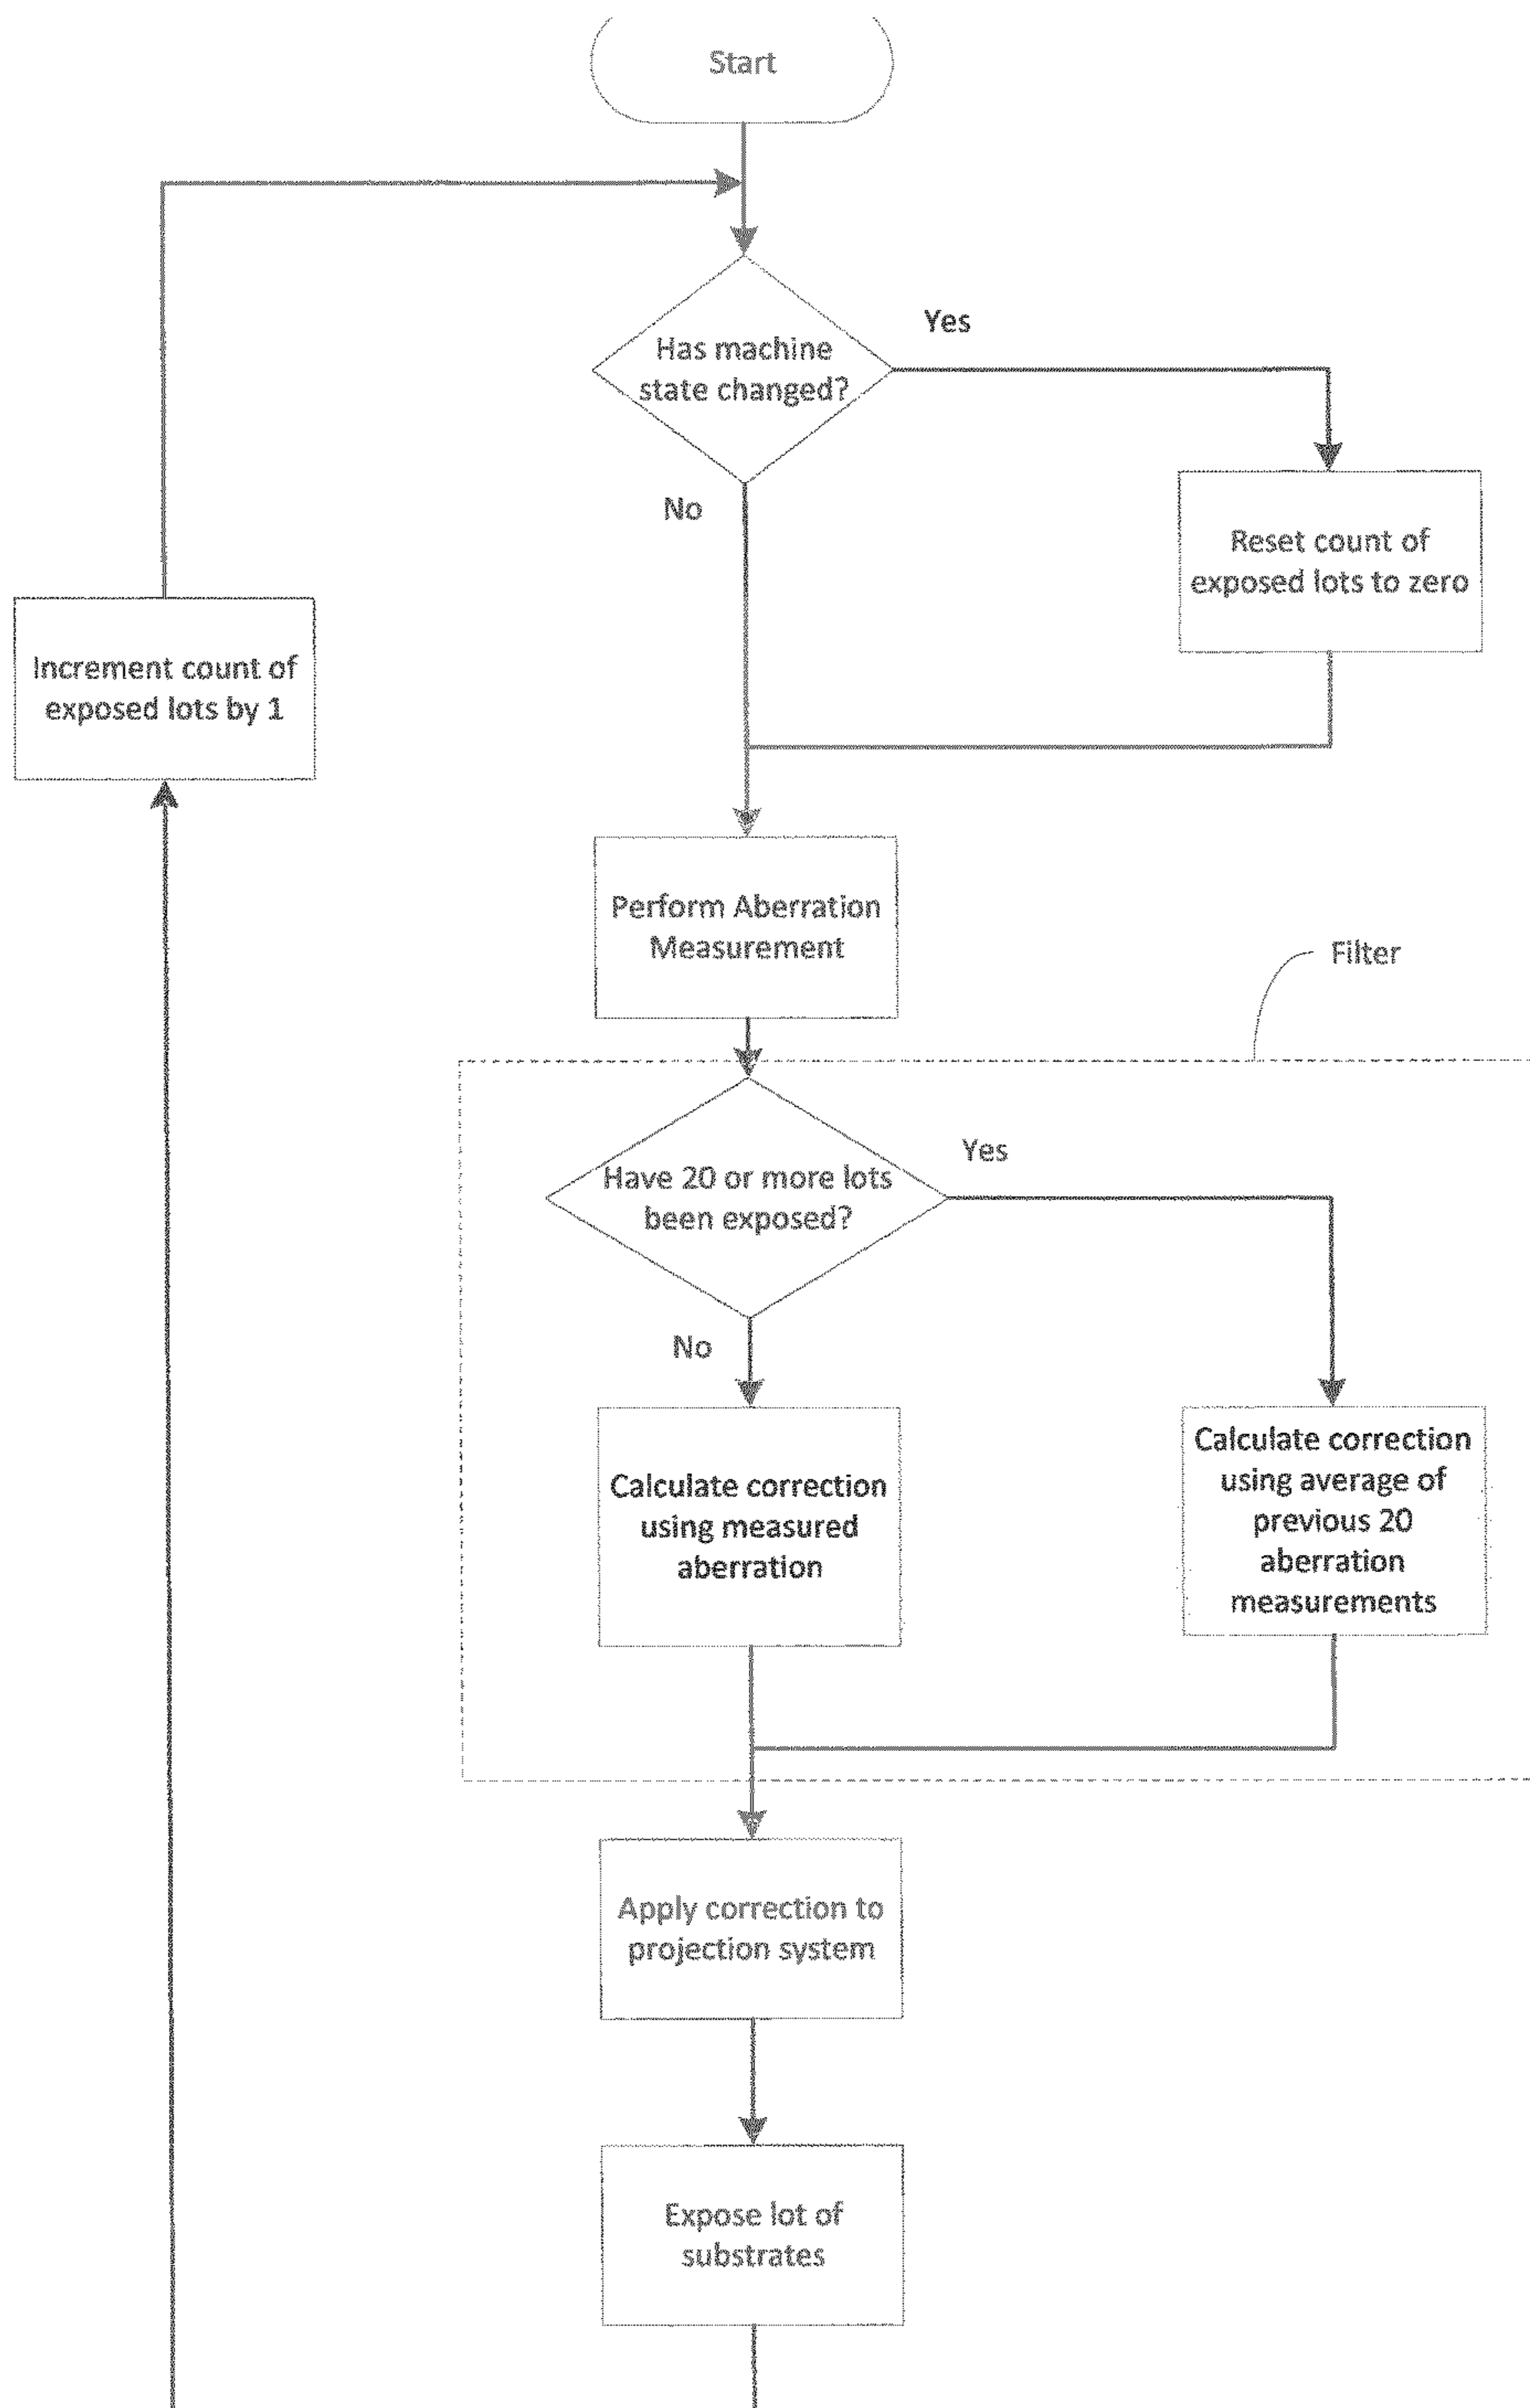 Start
Yes
Has machine
state changed?
No
Reset count of
exposed lots to zero
Increment count of
exposed lots by 1
Perform Aberration
Measurement
Filter
Yes
Have 20 or more lots
been exposed?
No
Calculate correction
using measured
aberration
Calculate correction
using average of
previous 20
aberration
measurements
Apply correction to
projection system
Expose lot of
substrates